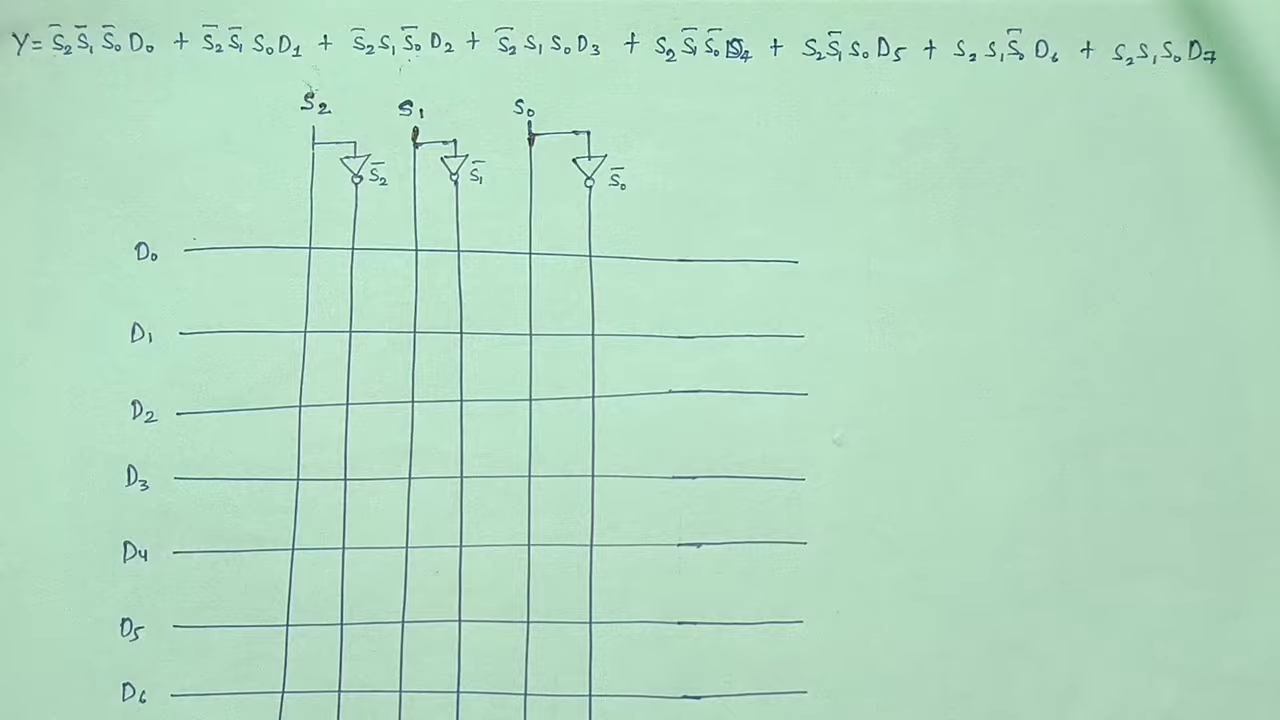 Y = S̅₂ S̅₁ S̅₀ D₀ + S̅₂ S̅₁ S₀ D₁ + S̅₂ S₁ S̅₀ D₂ + S̅₂ S₁ S₀ D₃ + S₂ S̅₁ S̅₀ D₄ + S₂ S̅₁ S₀ D₅ + S₂ S₁ S̅₀ D₆ + S₂ S₁ S₀ D₇
S₂ S₁ S₀
S̅₂ S̅₁ S̅₀
D₀
D₁
D₂
D₃
D₄
D₅
D₆